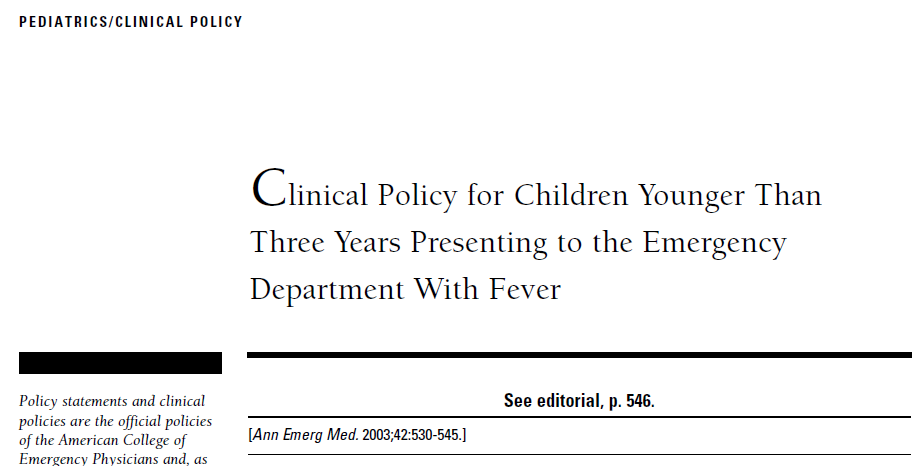 PEDIATRICS/CLINICAL POLICY
Clinical Policy for Children Younger Than
Three Years Presenting to the Emergency
Department With Fever
Policy statements and clinical
policies are the official policies
of the American College of
Emergency Physicians and, as
See editorial, p. 546.
[Ann Emerg Med. 2003;42:530-545.]